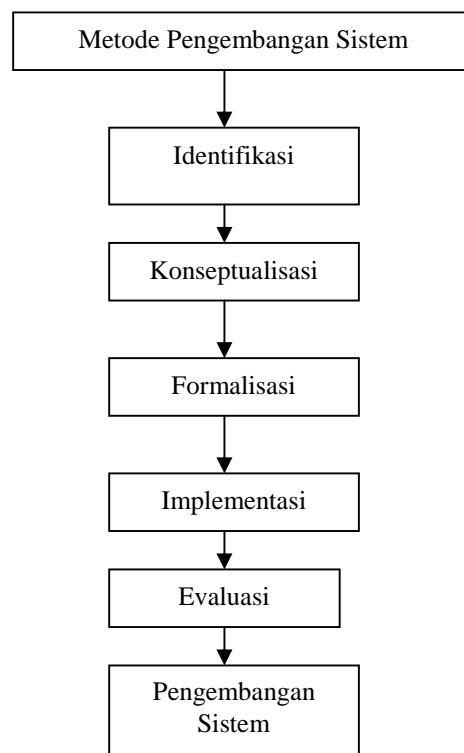 Metode Pengembangan Sistem
Identifikasi
Konseptualisasi
Formalisasi
Implementasi
Evaluasi
Pengembangan
Sistem